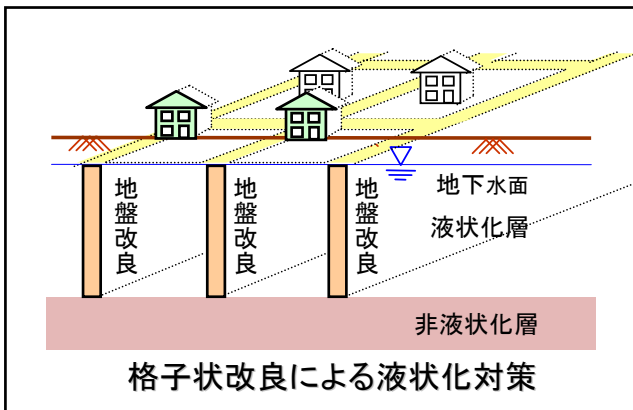 地下水面
液状化層
地盤改良
地盤改良
地盤改良
非液状化層
格子状改良による液状化対策